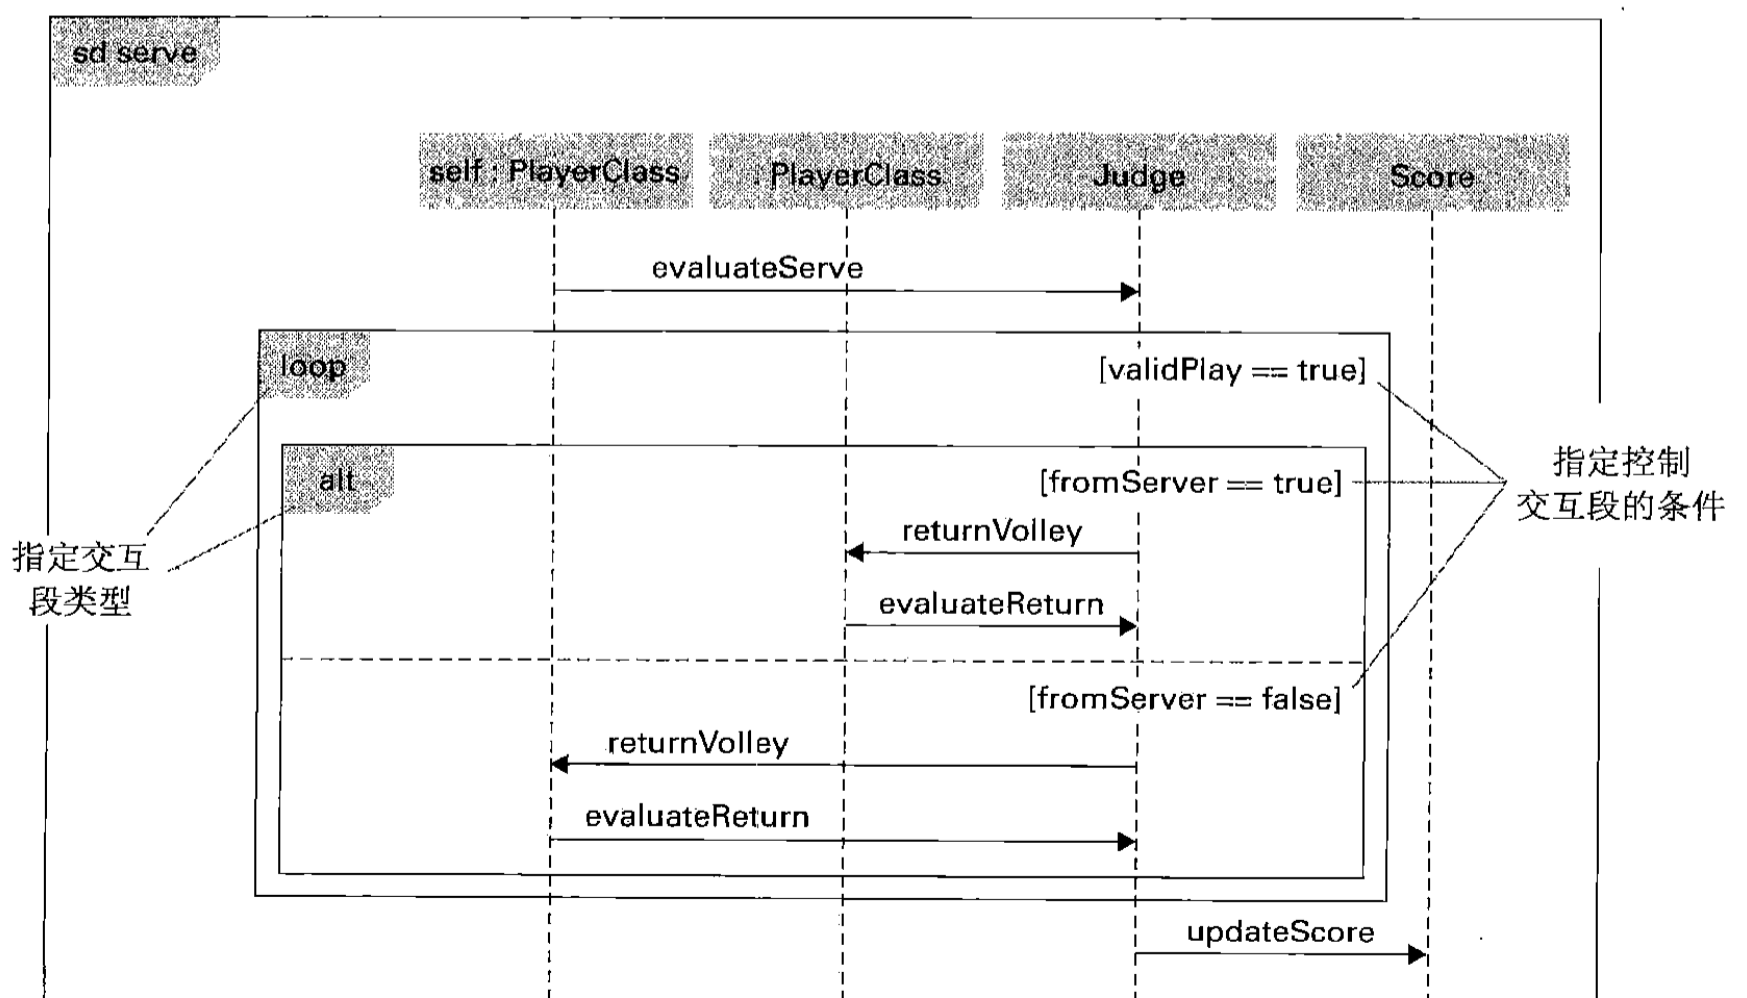 sd serve
self : PlayerClass
: PlayerClass
Judge
Score
evaluateServe
loop
[validPlay == true]
alt
[fromServer == true]
指定控制
交互段的条件
returnVolley
指定交互
段类型
evaluateReturn
[fromServer == false]
returnVolley
evaluateReturn
updateScore